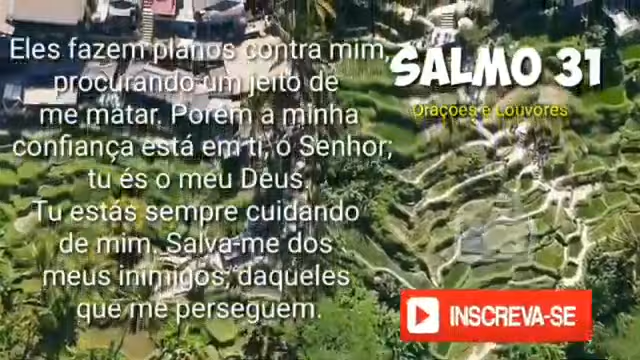 Eles fazem planos contra mim,
procurando um jeito de
me matar. Porém a minha
confiança está em ti, ó Senhor;
tu és o meu Deus.
Tu estás sempre cuidando
de mim. Salva-me dos
meus inimigos, daqueles
que me perseguem.
SALMO 31
Orações e Louvores
INSCREVA-SE